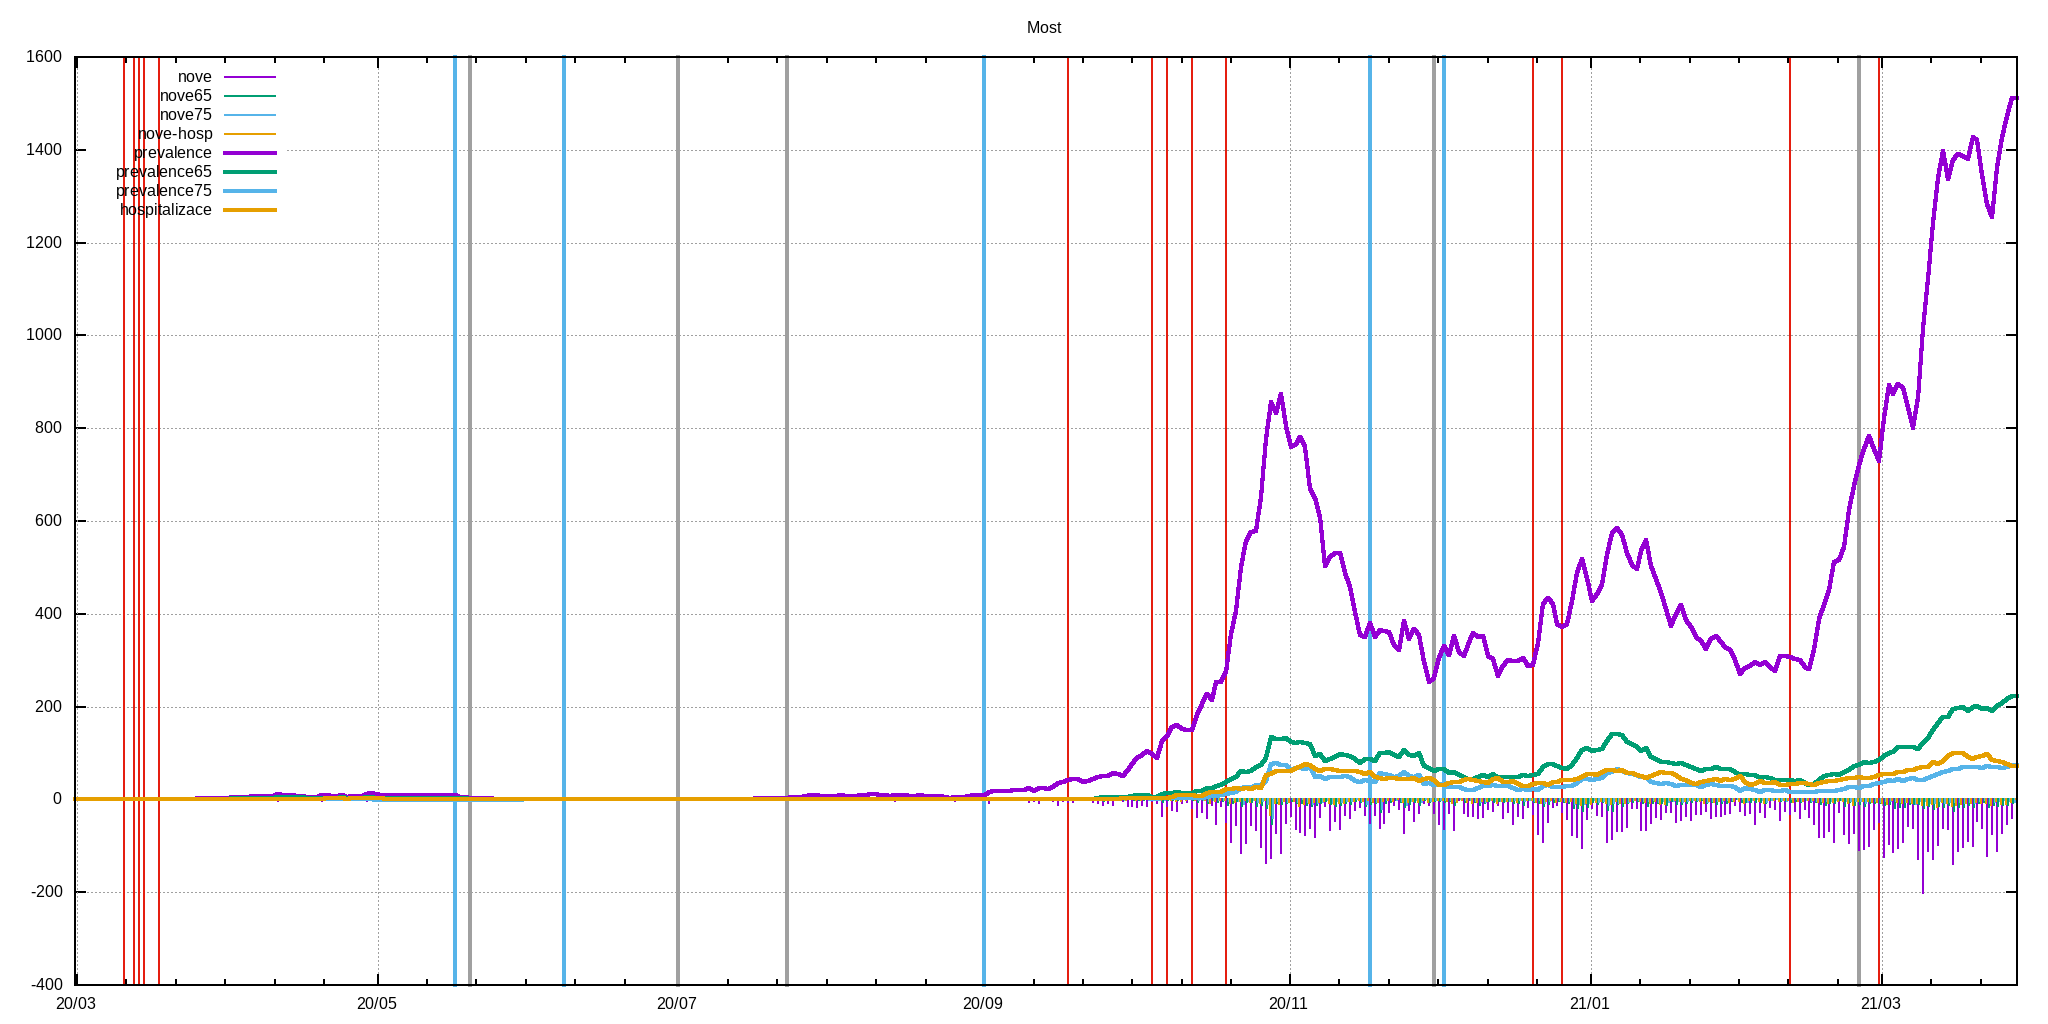 Most
1600
1400
1200
1000
800
600
400
200
0
-200
-400
nove
nove65
nove75
nove-hosp
prevalence
prevalence65
prevalence75
hospitalizace
20/03 20/05 20/07 20/09 20/11 21/01 21/03